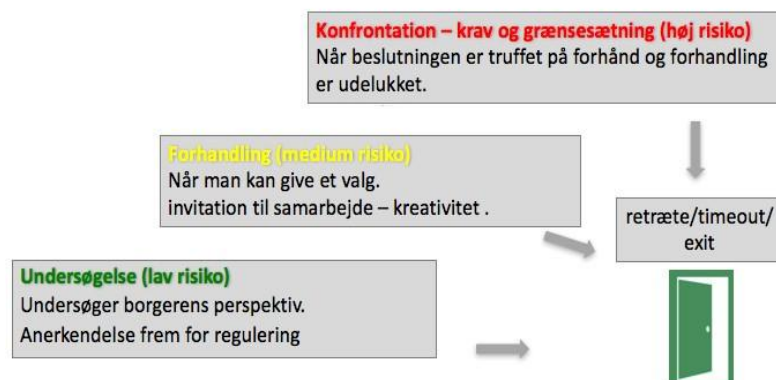 Konfrontation – krav og grænsesætning (høj risiko)
Når beslutningen er truffet på forhånd og forhandling
er udelukket.
Forhandling (medium risiko)
Når man kan give et valg.
invitation til samarbejde – kreativitet .
retræte/timeout/
exit
Undersøgelse (lav risiko)
Undersøger borgerens perspektiv.
Anerkendelse frem for regulering